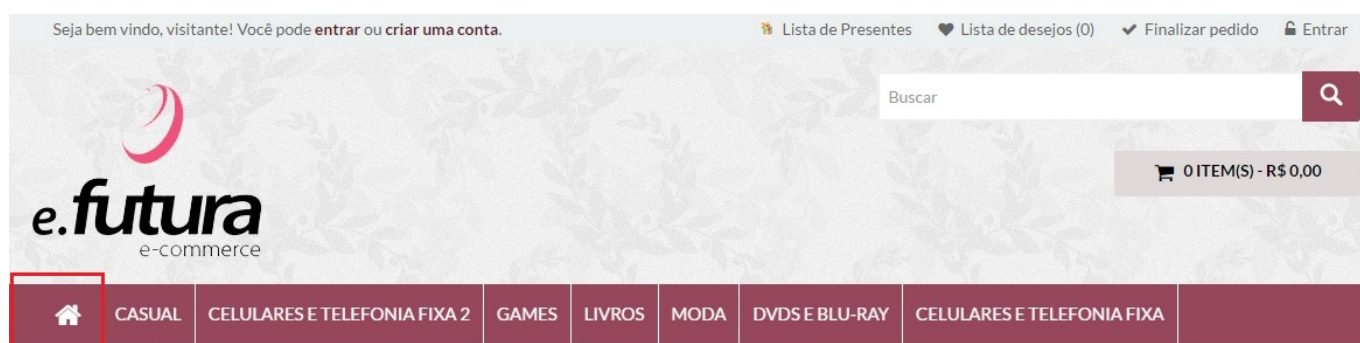 Seja bem vindo, visitante! Você pode entrar ou criar uma conta.
Lista de Presentes
Lista de desejos (0)
Finalizar pedido
Entrar
Buscar
0 ITEM(S) - R$ 0,00
e.futura
e-commerce
CASUAL
CELULARES E TELEFONIA FIXA 2
GAMES
LIVROS
MODA
DVDS E BLU-RAY
CELULARES E TELEFONIA FIXA